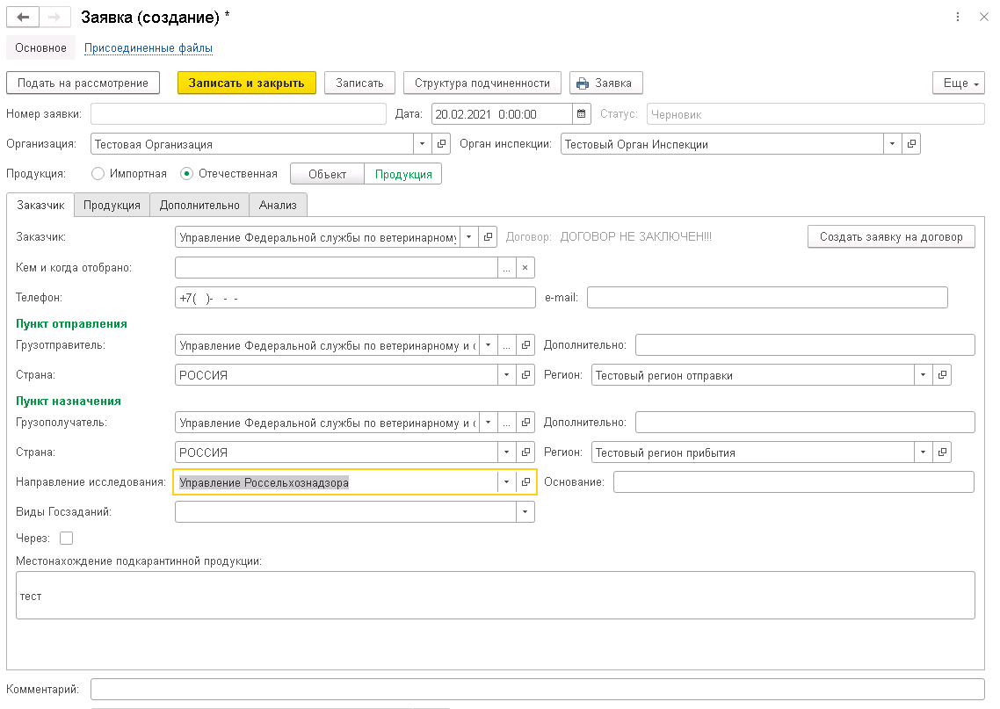 Заявка (создание) *
Основное Присоединенные файлы
Подать на рассмотрение Записать и закрыть Записать Структура подчиненности Заявка Еще
Номер заявки: Дата: 20.02.2021 0:00:00 Статус: Черновик
Организация: Тестовая Организация Орган инспекции: Тестовый Орган Инспекции
Продукция: Импортная Отечественная Объект Продукция
Заказчик Продукция Дополнительно Анализ
Заказчик: Управление Федеральной службы по ветеринарному Договор: ДОГОВОР НЕ ЗАКЛЮЧЕН!!! Создать заявку на договор
Кем и когда отобрано: ... ×
Телефон: +7( )- - - e-mail:
Пункт отправления
Грузотправитель: Управление Федеральной службы по ветеринарному и с ... Дополнительно:
Страна: РОССИЯ Регион: Тестовый регион отправки
Пункт назначения
Грузополучатель: Управление Федеральной службы по ветеринарному и с ... Дополнительно:
Страна: РОССИЯ Регион: Тестовый регион прибытия
Направление исследования: Управление Россельхознадзора Основание:
Виды Госзаданий:
Через:
Местонахождение подкарантинной продукции:
тест
Комментарий: